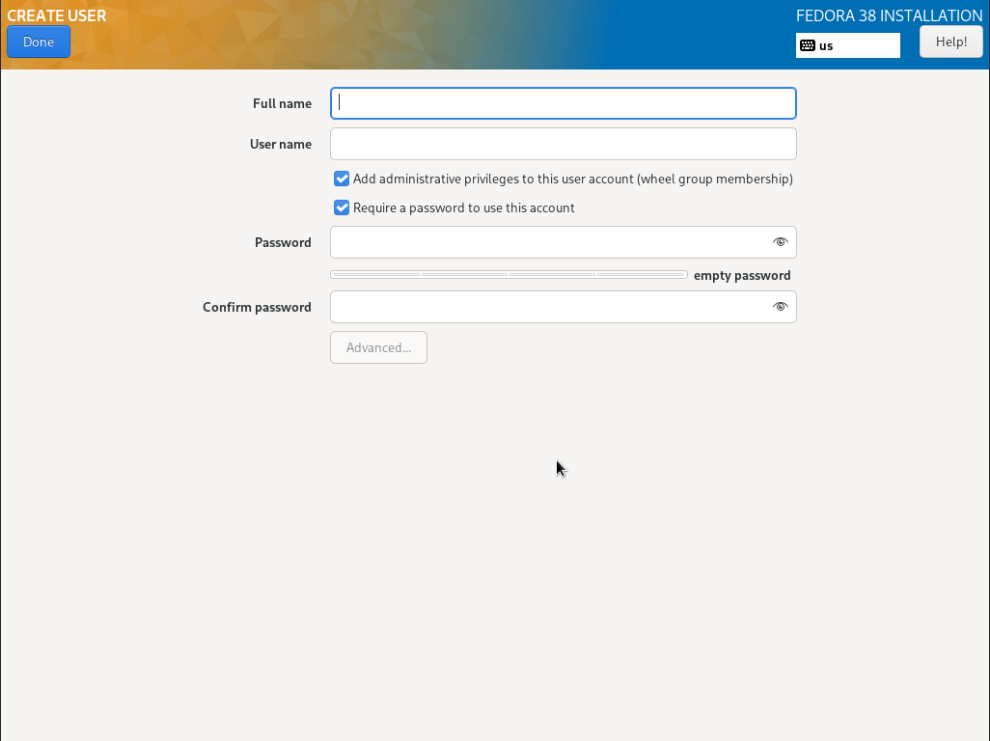 CREATE USER
FEDORA 38 INSTALLATION
Done
us
Help!
Full name
User name
Add administrative privileges to this user account (wheel group membership)
Require a password to use this account
Password
empty password
Confirm password
Advanced...